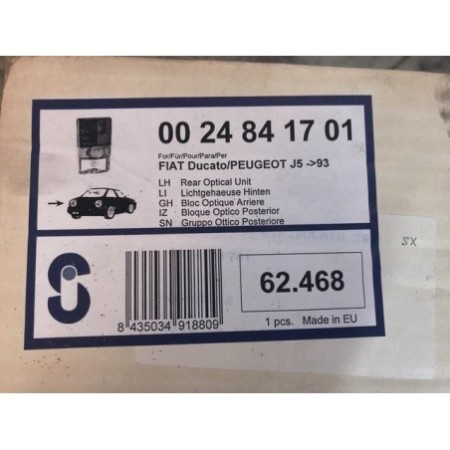 00 24 84 17 01
For/Für/Pour/Para/Per
FIAT Ducato/PEUGEOT J5 ->93
LH Rear Optical Unit
LI Lichtgehaeuse Hinten
GH Bloc Optique Arriere
IZ Bloque Optico Posterior
SN Gruppo Ottico Posteriore
SX
8 435034 918809
62.468
1 pcs. Made in EU